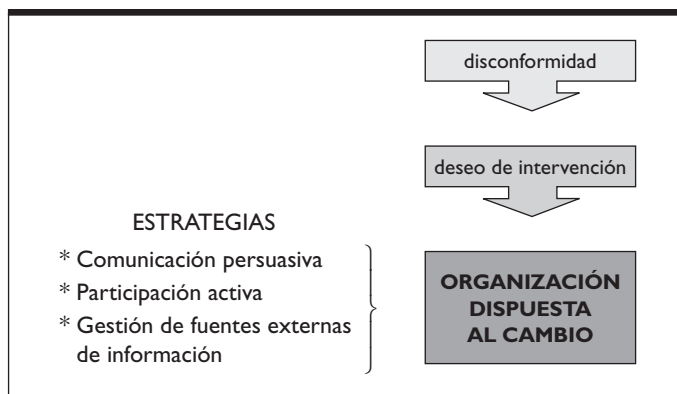 disconformidad
deseo de intervención
ESTRATEGIAS
* Comunicación persuasiva
* Participación activa
* Gestión de fuentes externas
de información
ORGANIZACIÓN
DISPUESTA
AL CAMBIO